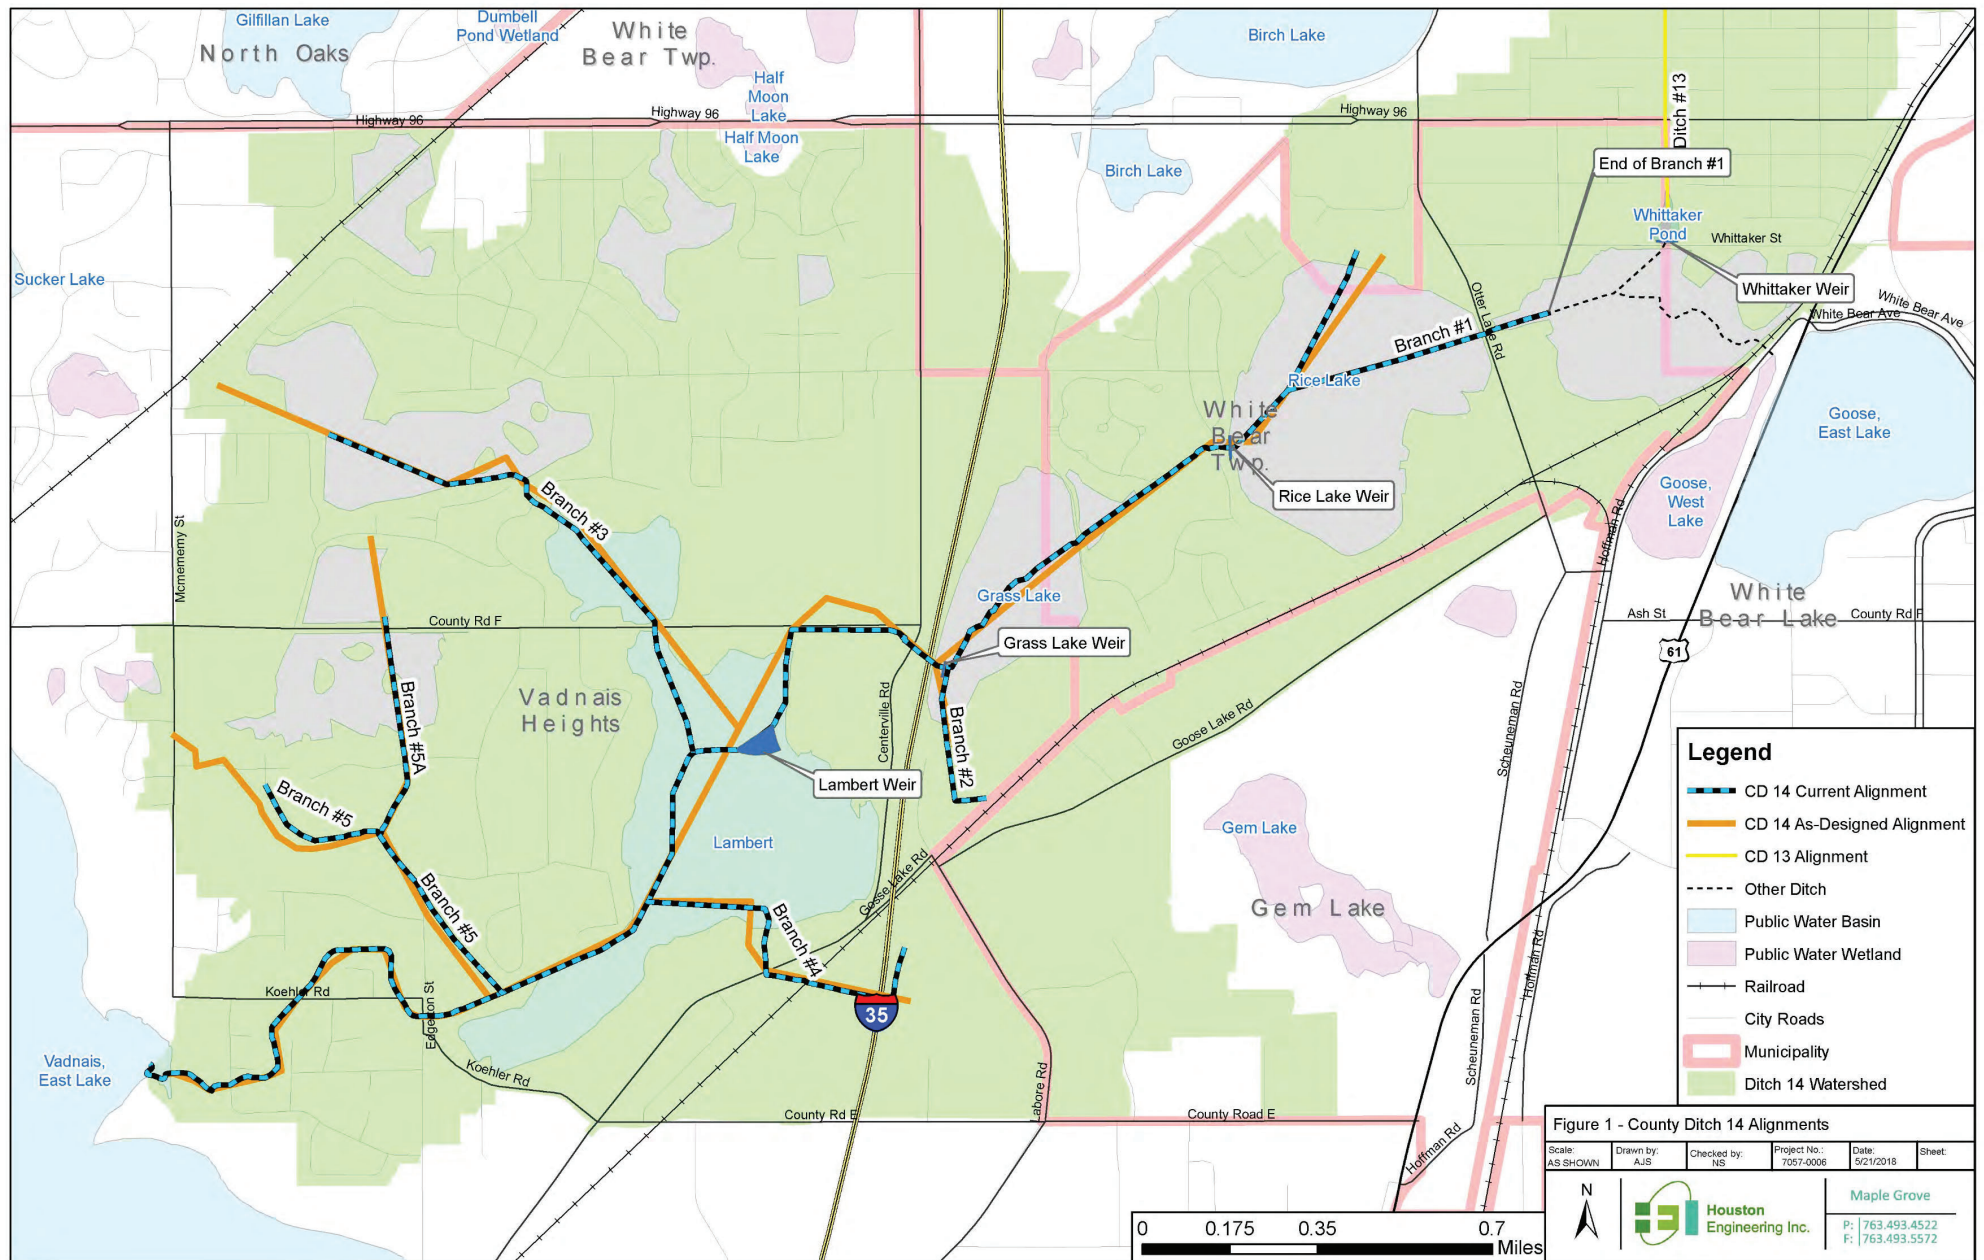 Gilfillan Lake
North Oaks
Dumbell
Pond Wetland
White
Bear Twp.
Half
Moon
Lake
Half Moon
Lake
Birch Lake
Birch Lake
Highway 96
Highway 96
Highway 96
Ditch #13
End of Branch #1
Whittaker
Pond
Whittaker St
Whittaker Weir
White Bear Ave
White Bear Ave
Sucker Lake
Otter Lake Rd
Branch #1
Rice Lake
White
Bear
Twp.
Rice Lake Weir
Goose,
East Lake
Goose,
West
Lake
Hoffman Rd
Mcmenemy St
Branch #3
Grass Lake
Grass Lake Weir
County Rd F
White
Bear Lake
Ash St
County Rd F
61
Vadnais
Heights
Branch #5A
Branch #5
Branch #5
Centerville Rd
Branch #2
Goose Lake Rd
Scheuneman Rd
Lambert Weir
Lambert
Gosse Lake Rd
Branch #4
Gem Lake
Gem Lake
Koehler Rd
Edgerton St
35
Hoffman Rd
Scheuneman Rd
Vadnais,
East Lake
Koehler Rd
Labore Rd
County Rd E
County Road E
Hoffman Rd
Legend
CD 14 Current Alignment
CD 14 As-Designed Alignment
CD 13 Alignment
Other Ditch
Public Water Basin
Public Water Wetland
Railroad
City Roads
Municipality
Ditch 14 Watershed
Figure 1 - County Ditch 14 Alignments
Scale:
AS SHOWN
Drawn by:
AJS
Checked by:
NS
Project No.:
7057-0006
Date:
5/21/2018
Sheet:
N
Houston
Engineering Inc.
Maple Grove
P: 763.493.4522
F: 763.493.5572
0 0.175 0.35 0.7
Miles